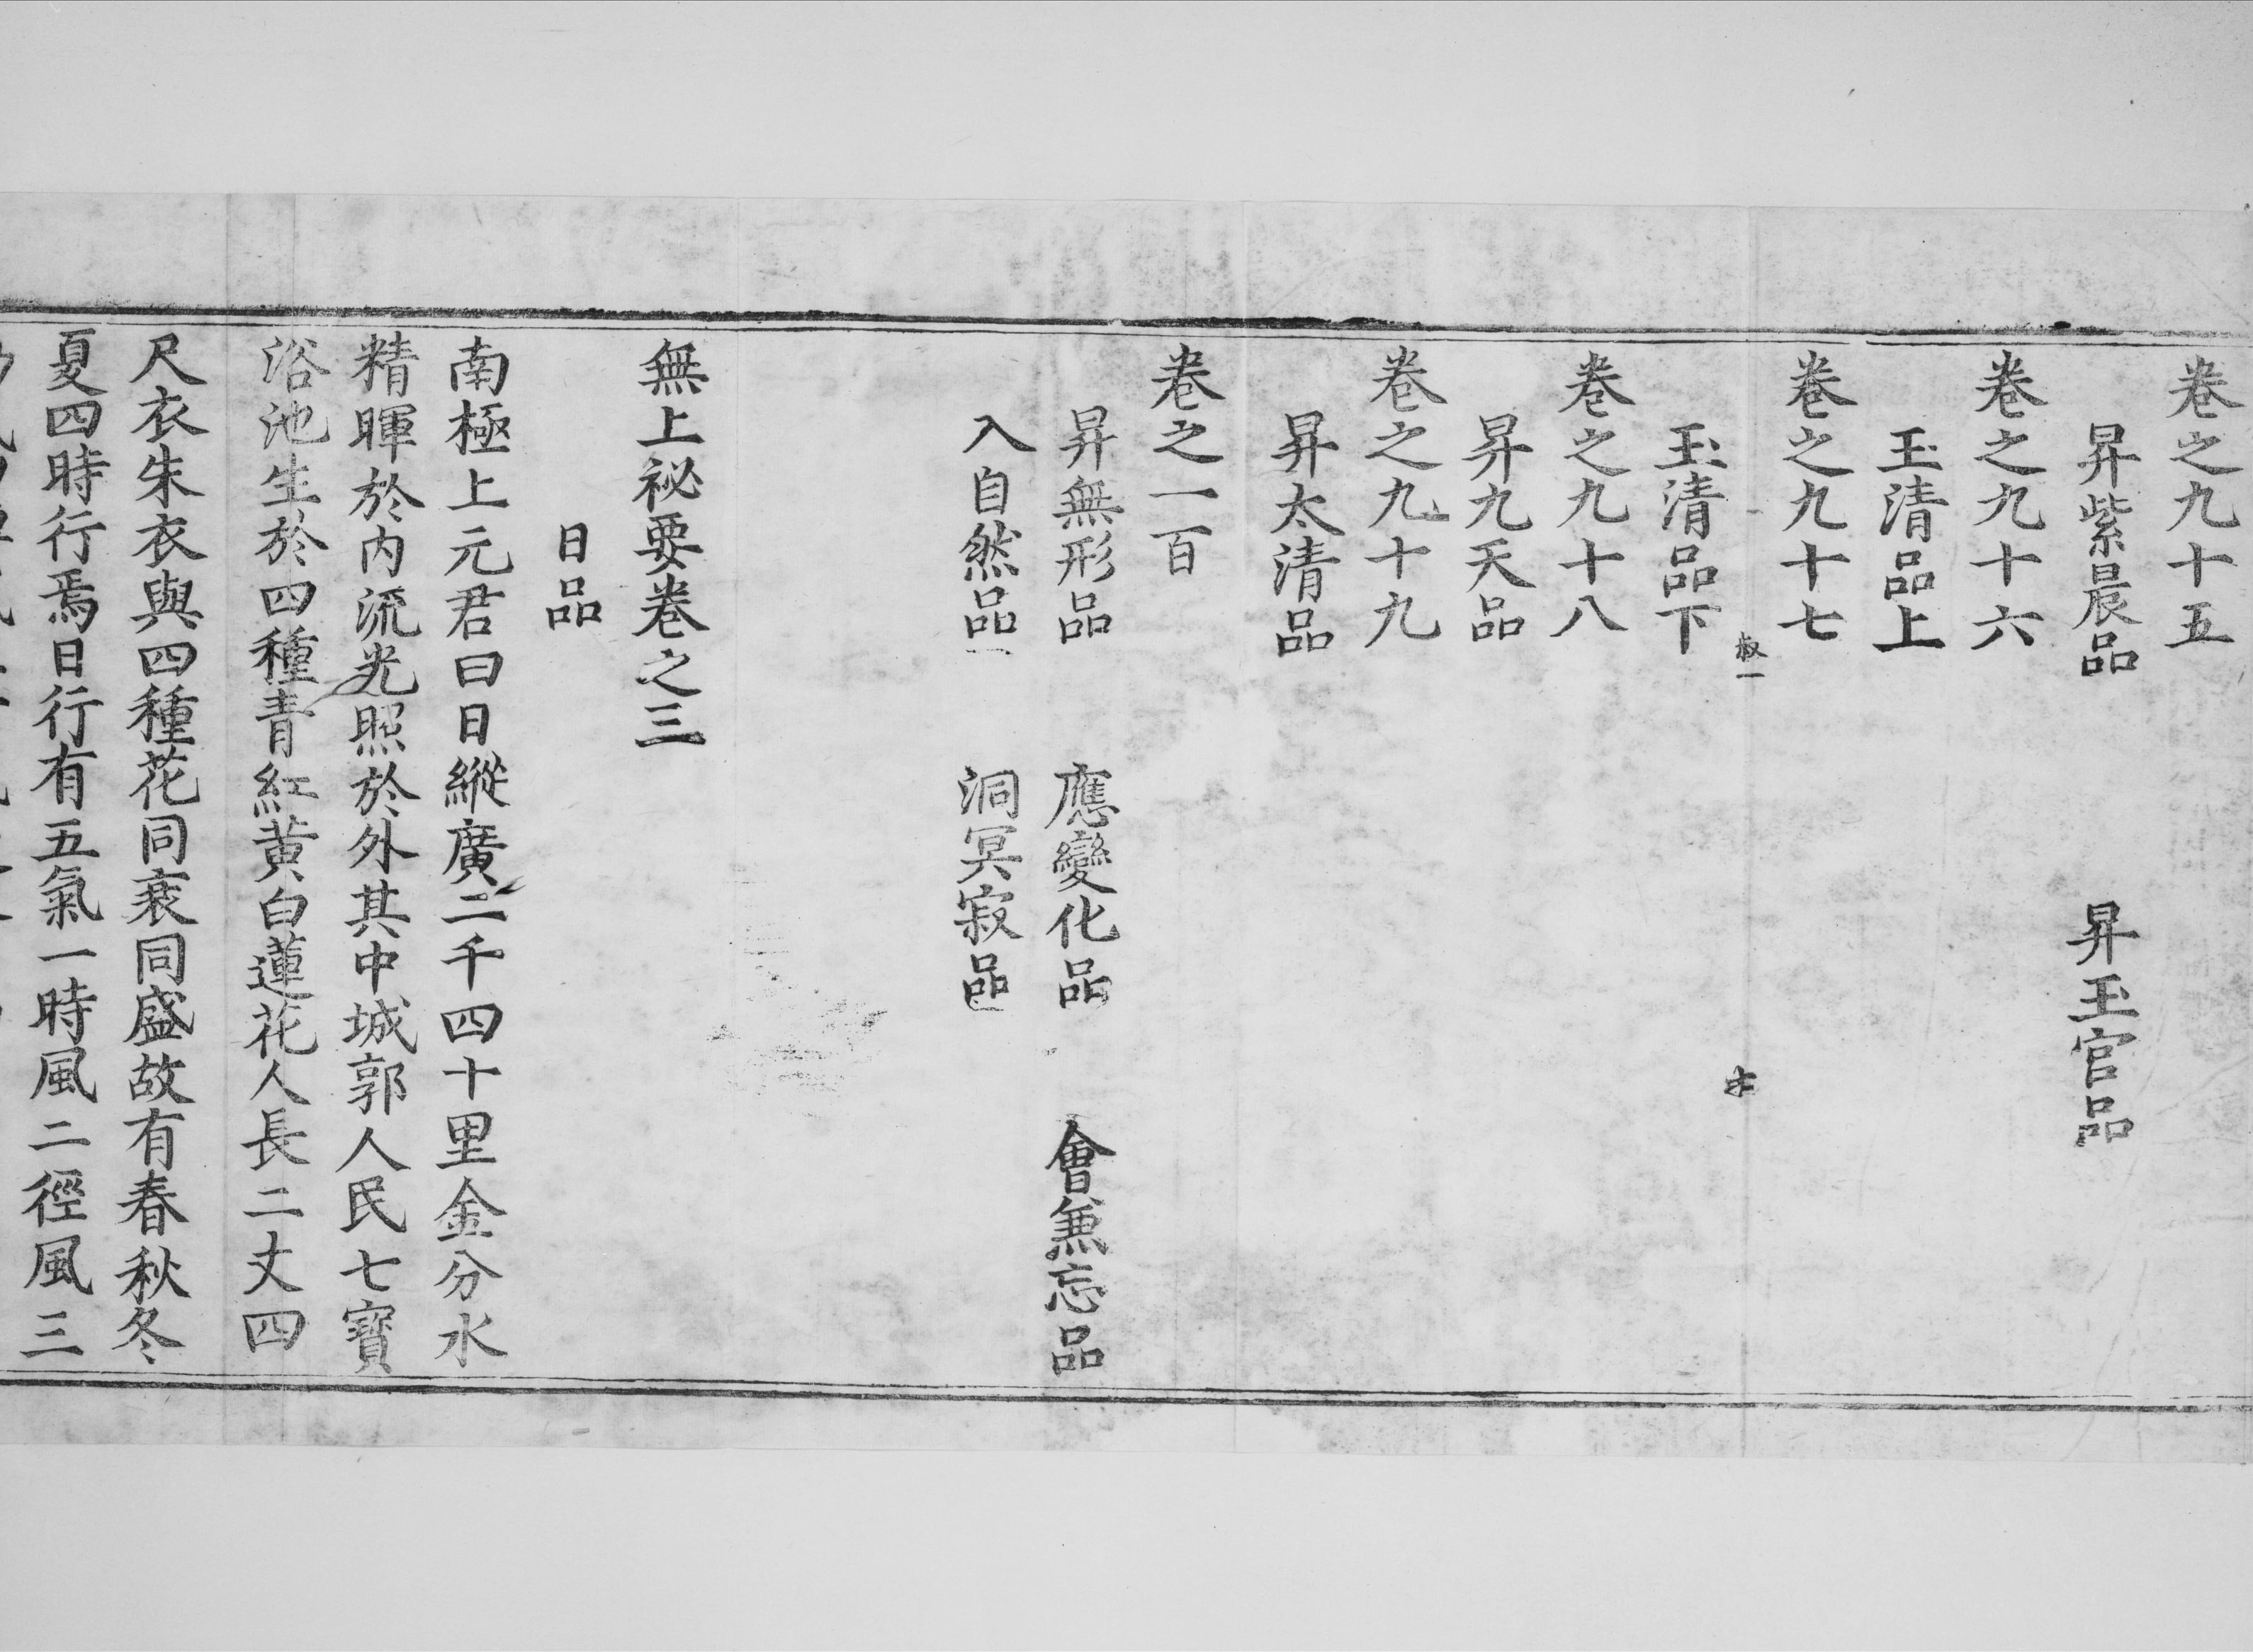 卷之九十五
昇紫晨品 昇玉官品
卷之九十六
玉清品上
卷之九十七
玉清品下
卷之九十八
昇九天品
卷之九十九
昇太清品
卷之一百
昇無形品 應變化品 會兼忘品
入自然品 洞冥寂品
無上祕要卷之三
日品
南極上元君曰日縱廣二千四十里金分水
精暉於內流光照於外其中城郭人民七寶
浴池生於四種青紅黃白蓮花人長二丈四
尺衣朱衣與四種花同衰同盛故有春秋冬
夏四時行焉日行有五氣一時風二徑風三